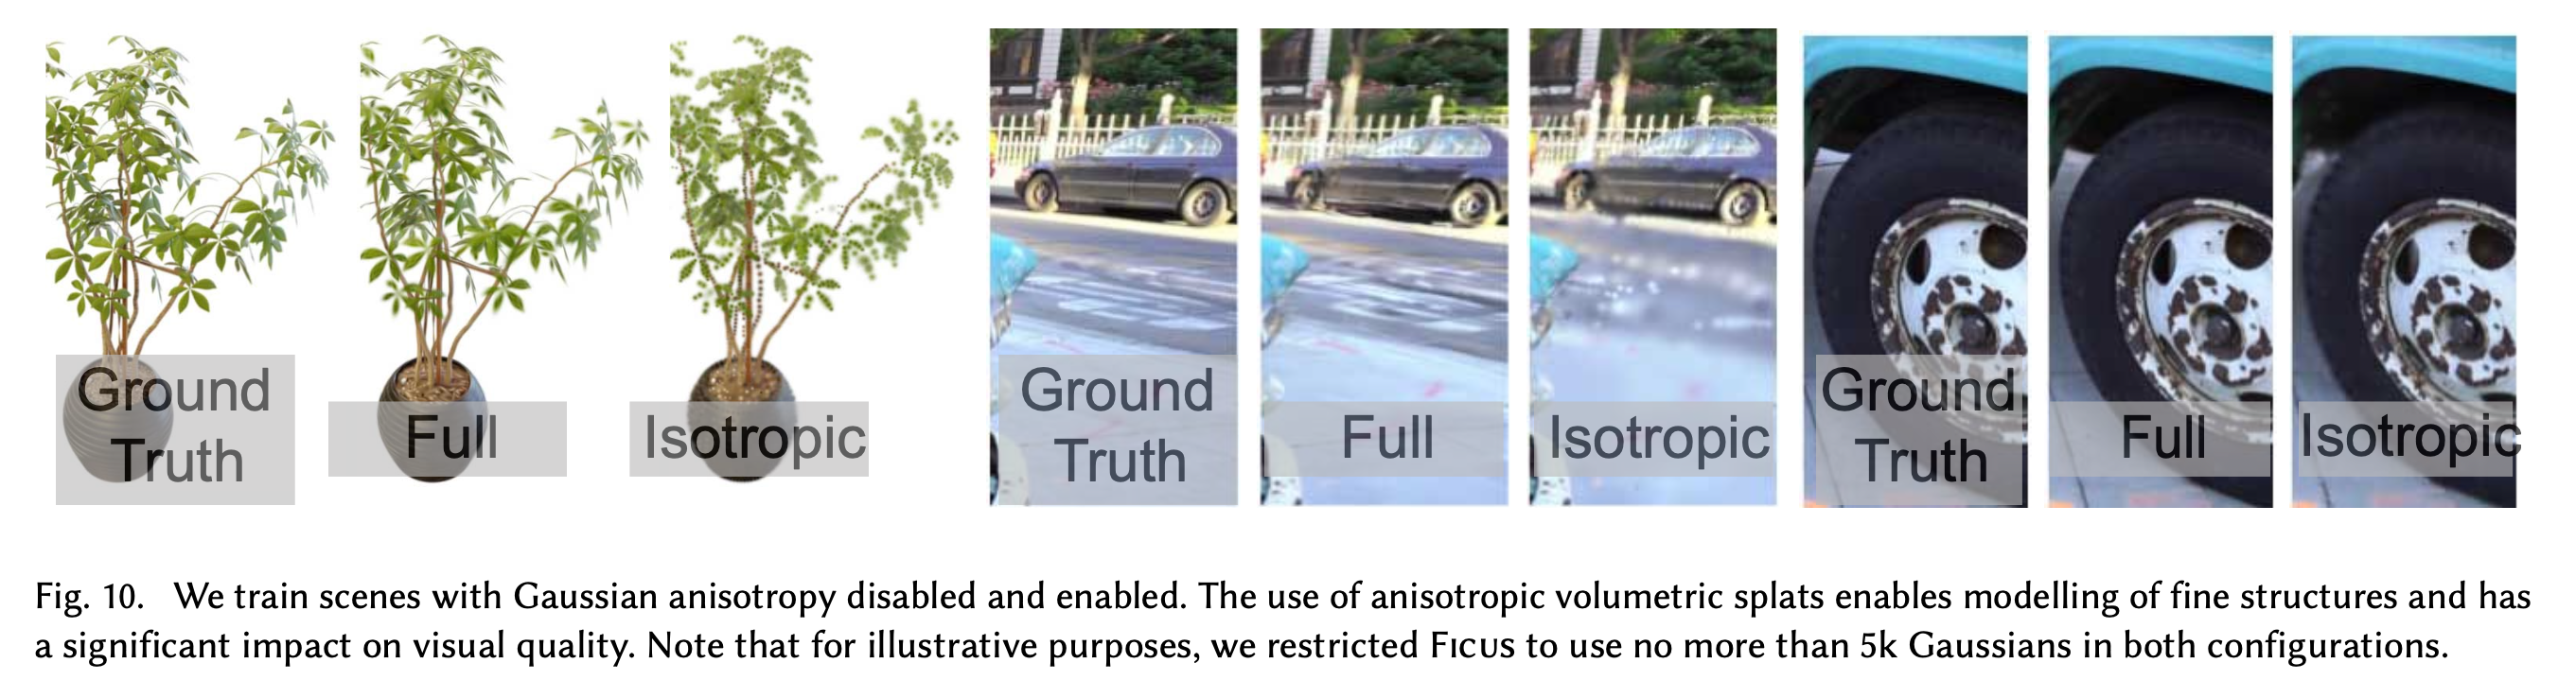 Ground
Truth
Full
Isotropic
Ground
Truth
Full
Isotropic
Ground
Truth
Full
Isotropic
Fig. 10. We train scenes with Gaussian anisotropy disabled and enabled. The use of anisotropic volumetric splats enables modelling of fine structures and has
a significant impact on visual quality. Note that for illustrative purposes, we restricted Ficus to use no more than 5k Gaussians in both configurations.